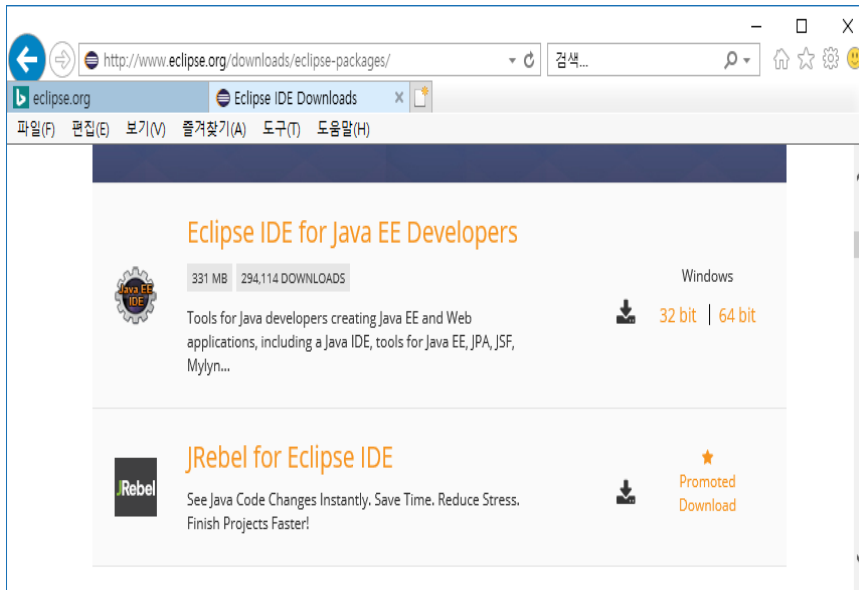 http://www.eclipse.org/downloads/eclipse-packages/
검색...
eclipse.org
Eclipse IDE Downloads
파일(F) 편집(E) 보기(V) 즐겨찾기(A) 도구(T) 도움말(H)
Eclipse IDE for Java EE Developers
331 MB 294,114 DOWNLOADS
Java EE
IDE
Tools for Java developers creating Java EE and Web
applications, including a Java IDE, tools for Java EE, JPA, JSF,
Mylyn...
Windows
32 bit | 64 bit
JRebel for Eclipse IDE
JRebel
See Java Code Changes Instantly. Save Time. Reduce Stress.
Finish Projects Faster!
Promoted
Download